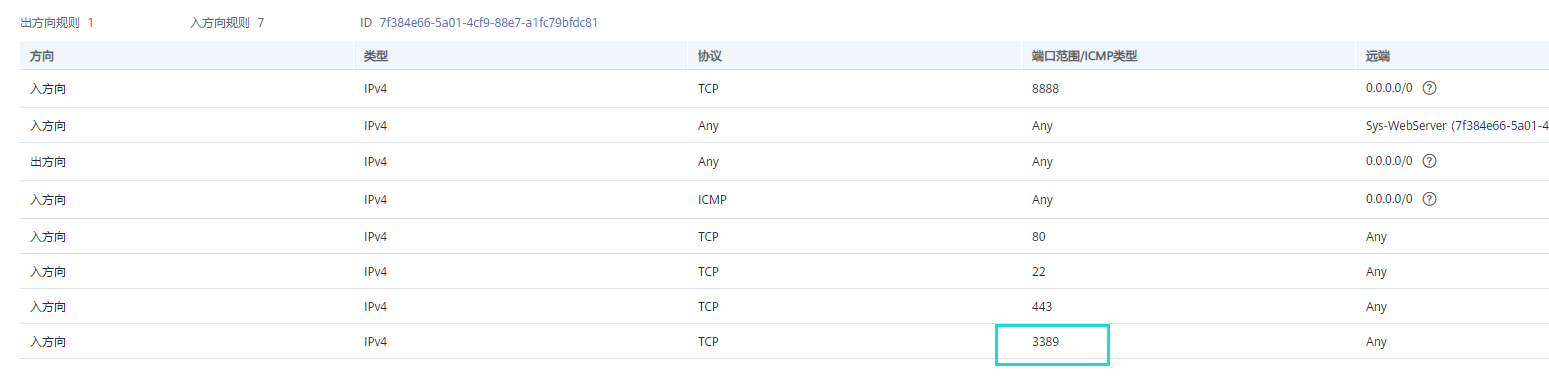 出方向规则 1 入方向规则 7 ID 7f384e66-5a01-4cf9-88e7-a1fc79bfdc81
方向 类型 协议 端口范围/ICMP类型 远端
入方向 IPv4 TCP 8888 0.0.0.0/0 ?
入方向 IPv4 Any Any Sys-WebServer (7f384e66-5a01-4
出方向 IPv4 Any Any 0.0.0.0/0 ?
入方向 IPv4 ICMP Any 0.0.0.0/0 ?
入方向 IPv4 TCP 80 Any
入方向 IPv4 TCP 22 Any
入方向 IPv4 TCP 443 Any
入方向 IPv4 TCP 3389 Any